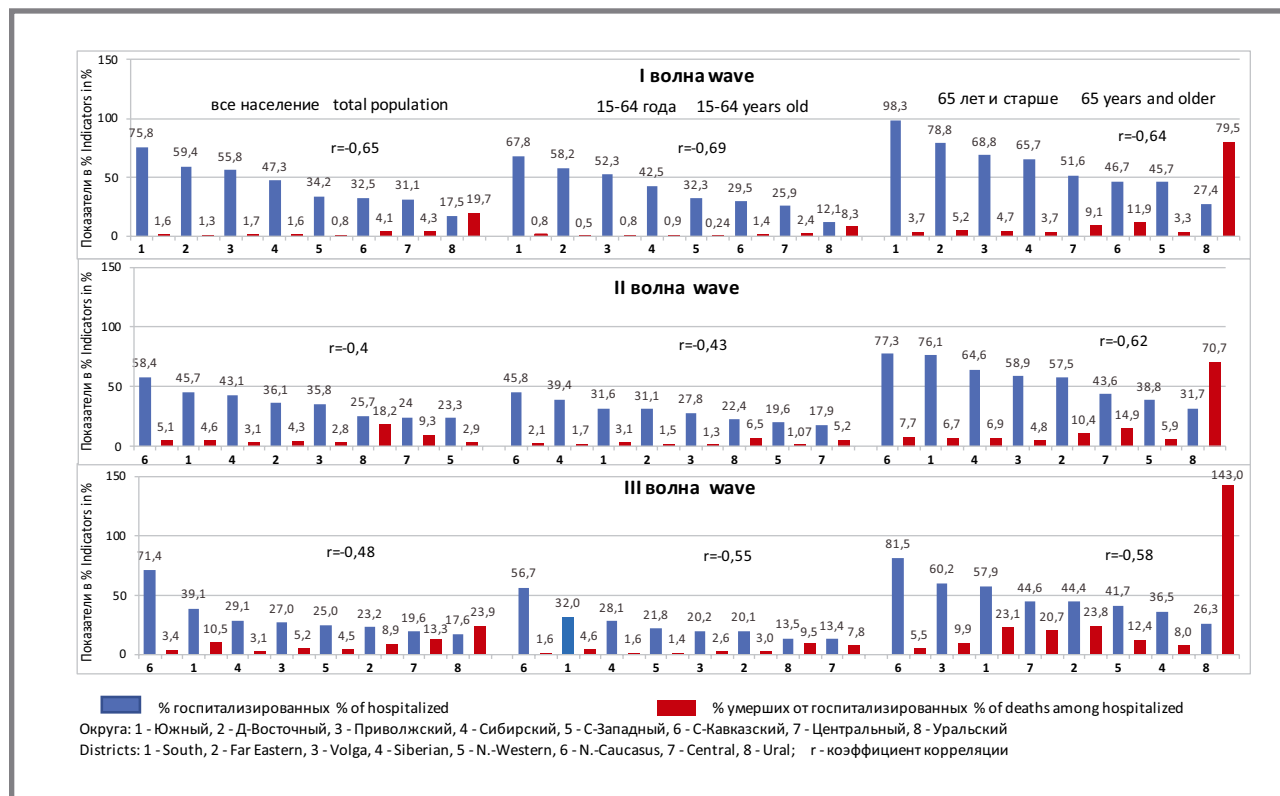 Показатели в % Indicators in %
150
100
50
0
I волна wave
все население total population
15-64 года 15-64 years old
65 лет и старше 65 years and older
r=-0,65
r=-0,69
r=-0,64
75,8 1,6 59,4 1,3 55,8 1,7 47,3 1,6 34,2 0,8 32,5 4,1 31,1 4,3 17,5 19,7
67,8 0,8 58,2 0,5 52,3 0,8 42,5 0,9 32,3 0,24 29,5 1,4 25,9 2,4 12,1 8,3
98,3 3,7 78,8 5,2 68,8 4,7 65,7 3,7 51,6 9,1 46,7 11,9 45,7 3,3 27,4 79,5
1 2 3 4 5 6 7 8 1 2 3 4 5 6 7 8 1 2 3 4 7 6 5 8
Показатели в % Indicators in %
150
100
50
0
II волна wave
r=-0,4
r=-0,43
r=-0,62
58,4 5,1 45,7 4,6 43,1 3,1 36,1 4,3 35,8 2,8 25,7 18,2 24 9,3 23,3 2,9
45,8 2,1 39,4 1,7 31,6 3,1 31,1 1,5 27,8 1,3 22,4 6,5 19,6 1,07 17,9 5,2
77,3 7,7 76,1 6,7 64,6 6,9 58,9 4,8 57,5 10,4 43,6 14,9 38,8 5,9 31,7 70,7
6 1 4 2 3 8 7 5 6 4 1 2 3 8 5 7 6 1 4 3 2 7 5 8
Показатели в % Indicators in %
150
100
50
0
III волна wave
r=-0,48
r=-0,55
r=-0,58
71,4 3,4 39,1 10,5 29,1 3,1 27,0 5,2 25,0 4,5 23,2 8,9 19,6 13,3 17,6 23,9
56,7 1,6 32,0 4,6 28,1 1,6 21,8 1,4 20,2 2,6 20,1 3,0 13,5 9,5 13,4 7,8
81,5 5,5 60,2 9,9 57,9 23,1 44,6 20,7 44,4 23,8 41,7 12,4 36,5 8,0 26,3 143,0
6 1 4 3 5 2 7 8 6 1 4 5 3 2 8 7 6 3 1 7 2 5 4 8
% госпитализированных % of hospitalized
% умерших от госпитализированных % of deaths among hospitalized
Округа: 1 - Южный, 2 - Д-Восточный, 3 - Приволжский, 4 - Сибирский, 5 - С-Западный, 6 - С-Кавказский, 7 - Центральный, 8 - Уральский
Districts: 1 - South, 2 - Far Eastern, 3 - Volga, 4 - Siberian, 5 - N.-Western, 6 - N.-Caucasus, 7 - Central, 8 - Ural; r - коэффициент корреляции